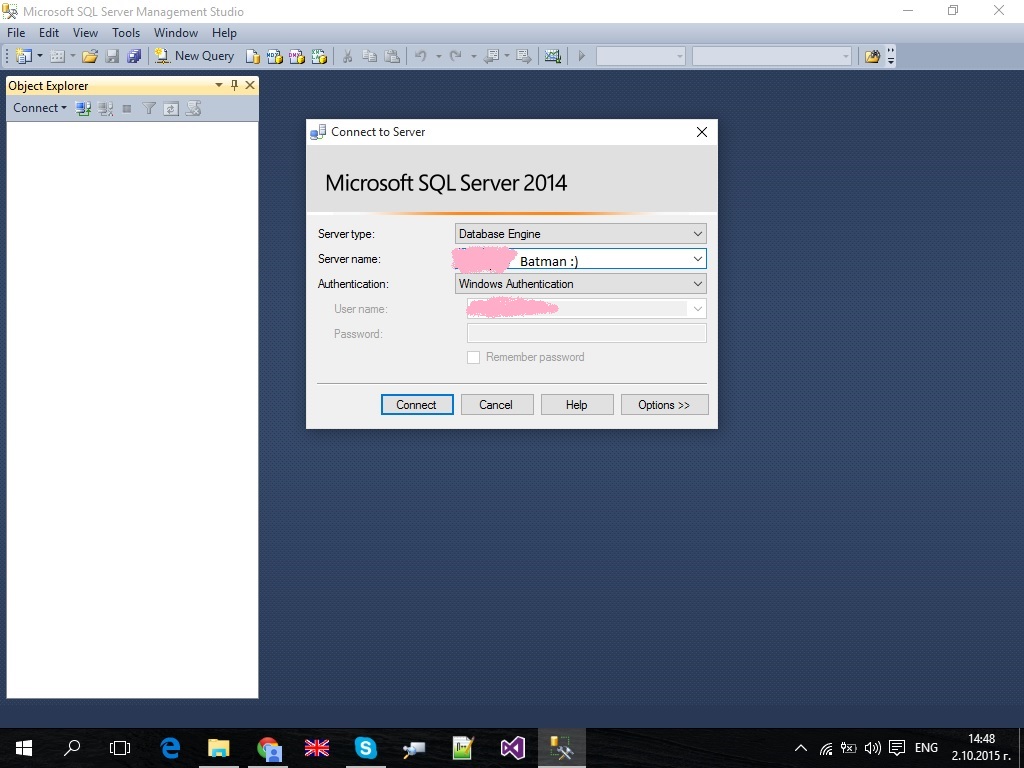 Microsoft SQL Server Management Studio
File Edit View Tools Window Help
New Query
Object Explorer
Connect
Connect to Server
Microsoft SQL Server 2014
Server type: Database Engine
Server name: Batman :)
Authentication: Windows Authentication
User name:
Password:
Remember password
Connect Cancel Help Options >>
ENG 14:48
2.10.2015 г.